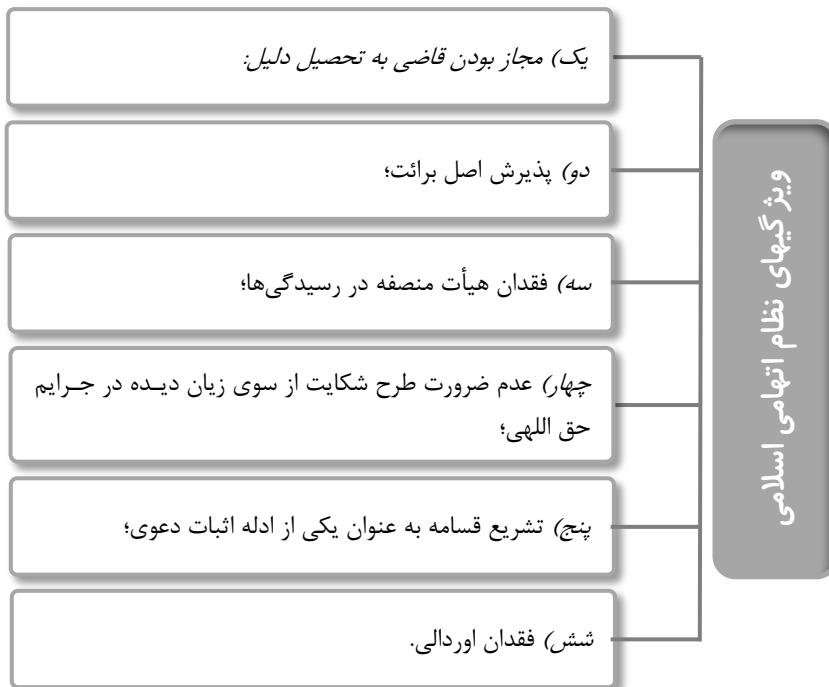 ویژگیهای نظام اتهامی اسلامی
یک) مجاز بودن قاضی به تحصیل دلیل:
دو) پذیرش اصل برائت؛
سه) فقدان هیأت منصفه در رسیدگی‌ها؛
چهار) عدم ضرورت طرح شکایت از سوی زیان دیـده در جـرایم
حق اللهی؛
پنج) تشریع قسامه به عنوان یکی از ادله اثبات دعوی؛
شش) فقدان اوردالی.